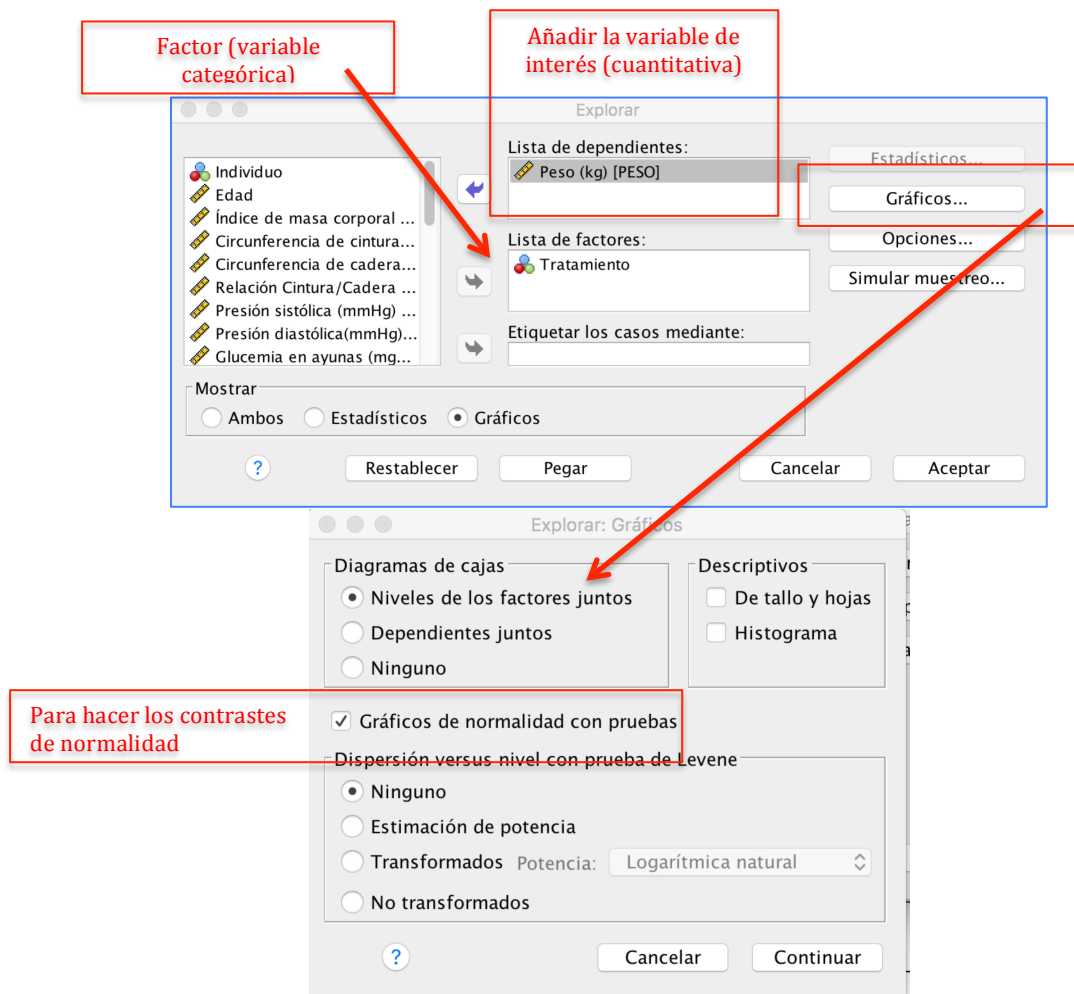 Factor (variable
categórica)
Añadir la variable de
interés (cuantitativa)
Explorar
Individuo
Edad
Índice de masa corporal ...
Circunferencia de cintura...
Circunferencia de cadera...
Relación Cintura/Cadera ...
Presión sistólica (mmHg) ...
Presión diastólica(mmHg)...
Glucemia en ayunas (mg...
Lista de dependientes:
Peso (kg) [PESO]
Lista de factores:
Tratamiento
Etiquetar los casos mediante:
Estadísticos...
Gráficos...
Opciones...
Simular muestreo...
Mostrar
Ambos
Estadísticos
Gráficos
?
Restablecer
Pegar
Cancelar
Aceptar
Explorar: Gráficos
Diagramas de cajas
Niveles de los factores juntos
Dependientes juntos
Ninguno
Descriptivos
De tallo y hojas
Histograma
Para hacer los contrastes
de normalidad
Gráficos de normalidad con pruebas
Dispersión versus nivel con prueba de Levene
Ninguno
Estimación de potencia
Transformados Potencia: Logarítmica natural
No transformados
?
Cancelar
Continuar